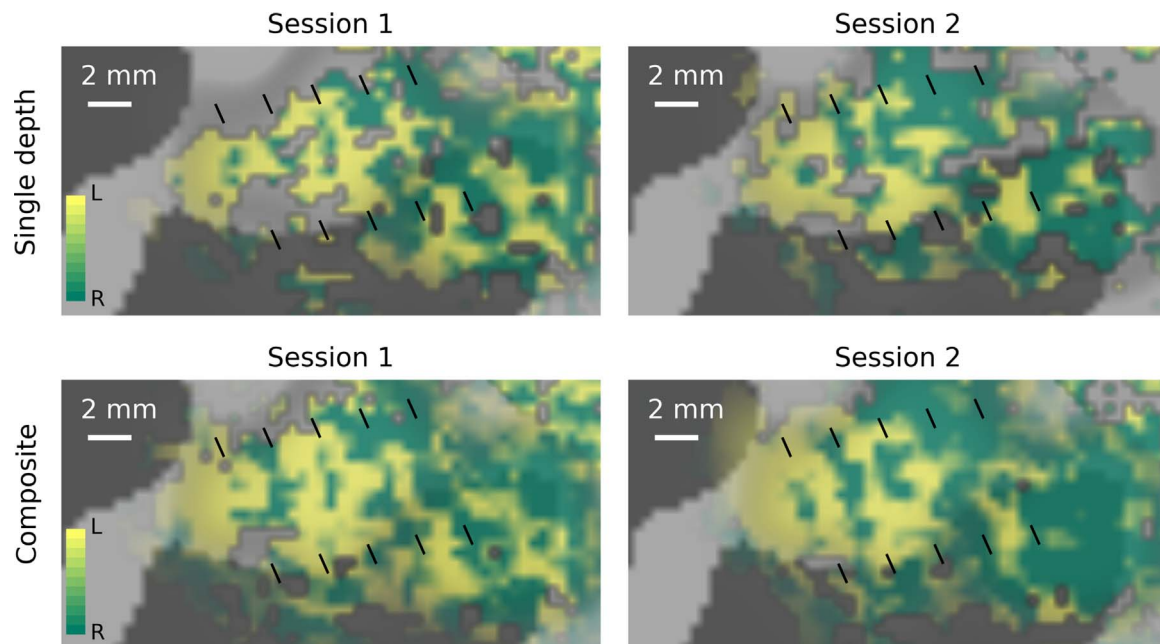 Session 1
Session 2
Single depth
2 mm
L
R
2 mm
Session 1
Session 2
Composite
2 mm
L
R
2 mm